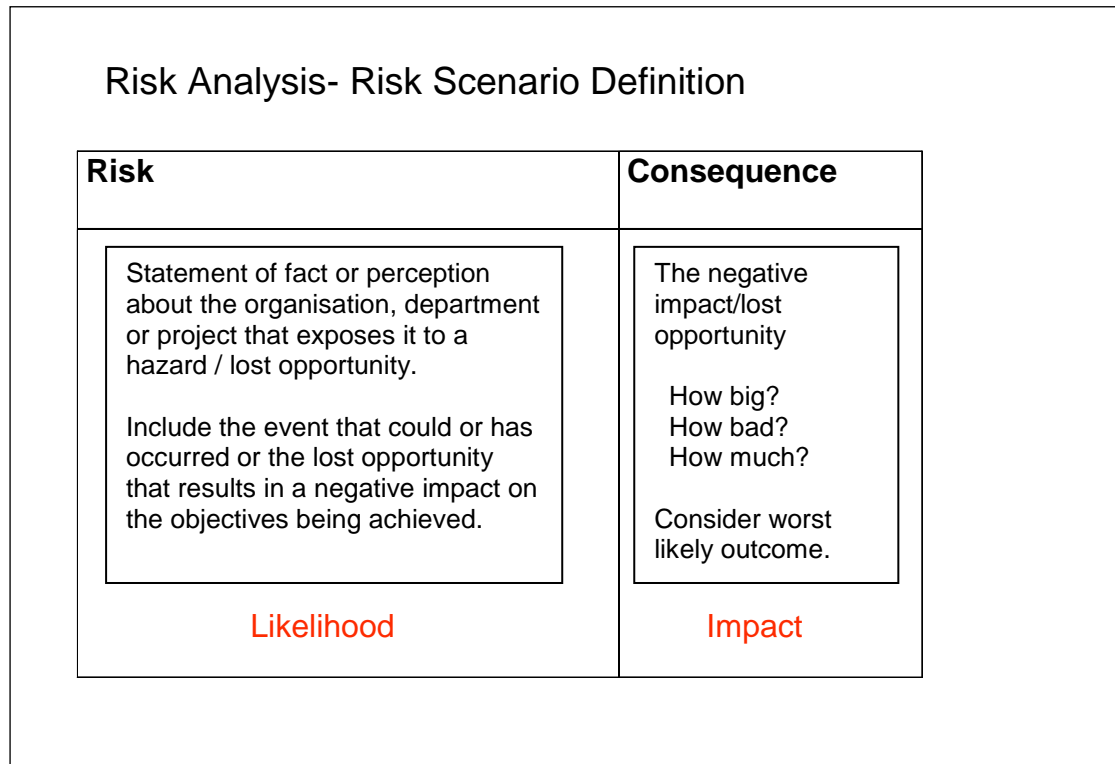 Risk Analysis- Risk Scenario Definition
Risk
Consequence
Statement of fact or perception
about the organisation, department
or project that exposes it to a
hazard / lost opportunity.
Include the event that could or has
occurred or the lost opportunity
that results in a negative impact on
the objectives being achieved.
The negative
impact/lost
opportunity
How big?
How bad?
How much?
Consider worst
likely outcome.
Likelihood
Impact